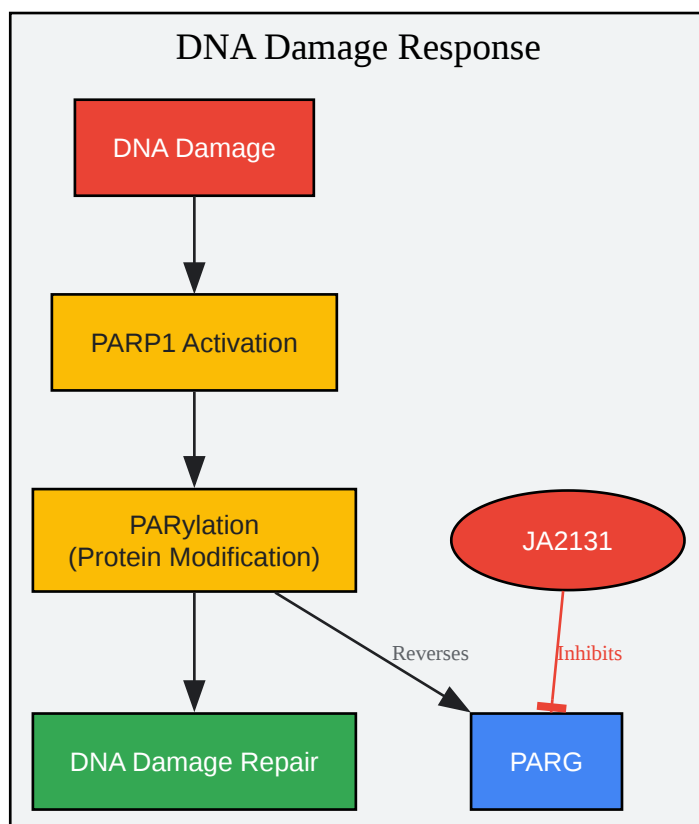 DNA Damage Response
DNA Damage
PARP1 Activation
PARylation
(Protein Modification)
JA2131
Reverses
Inhibits
DNA Damage Repair
PARG